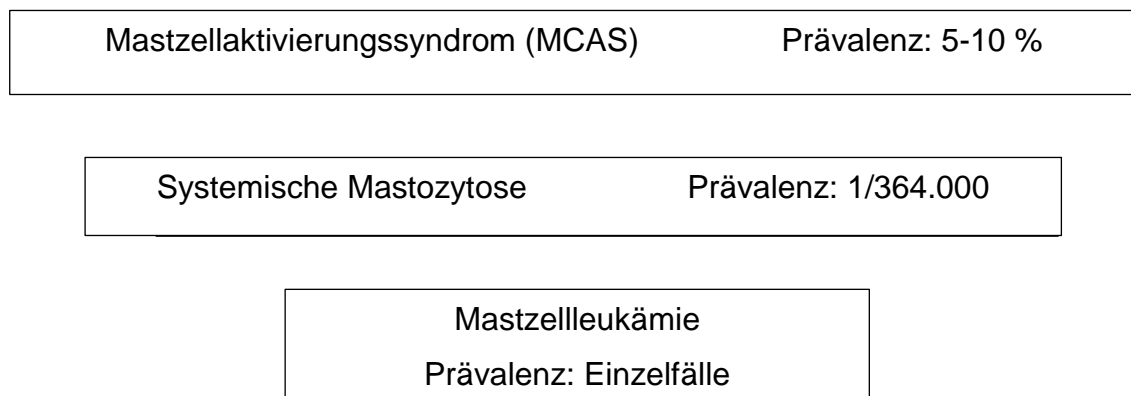 Mastzellaktivierungssyndrom (MCAS) Prävalenz: 5-10 %
Systemische Mastozytose Prävalenz: 1/364.000
Mastzellleukämie
Prävalenz: Einzelfälle